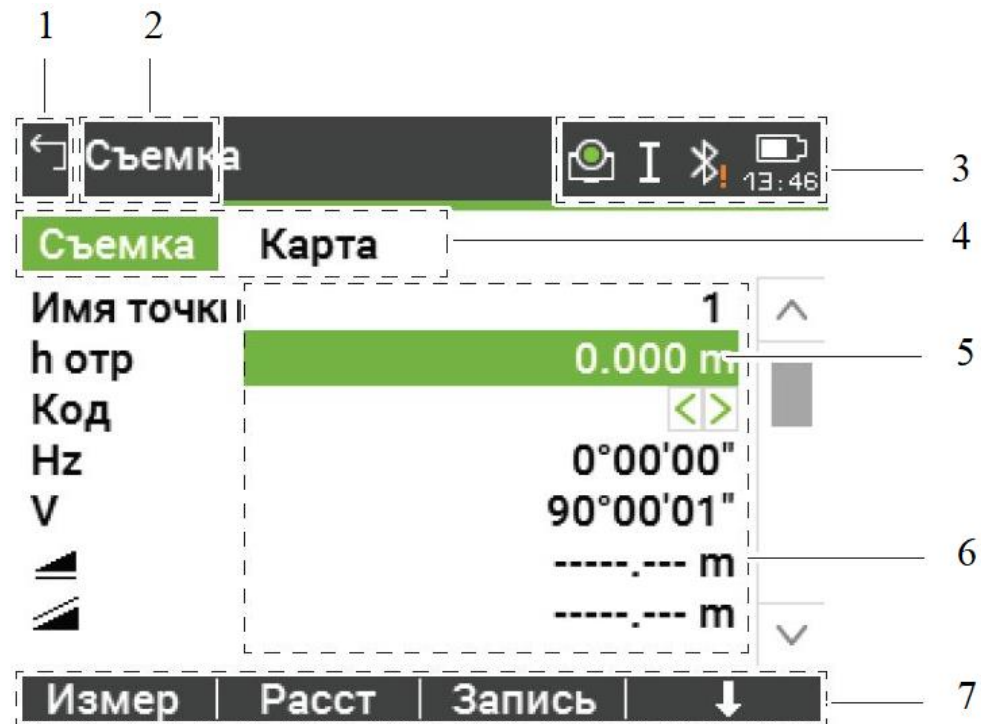 1 2
Съемка
13:46
3
Съемка Карта
4
Имя точки 1
h отр 0.000 m
5
Код < >
Hz 0°00'00"
V 90°00'01"
-----.--- m
6
-----.--- m
Измер | Расст | Запись |
7